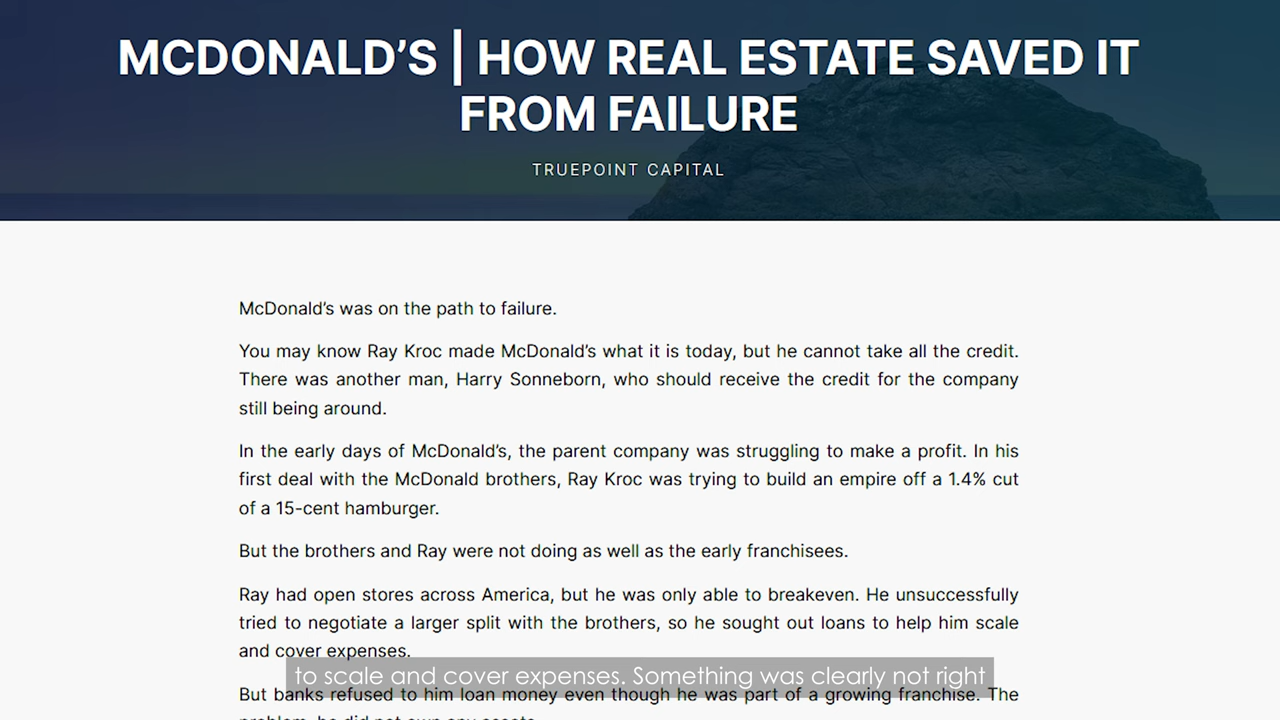 MCDONALD’S | HOW REAL ESTATE SAVED IT
FROM FAILURE
TRUEPOINT CAPITAL
McDonald’s was on the path to failure.
You may know Ray Kroc made McDonald’s what it is today, but he cannot take all the credit.
There was another man, Harry Sonneborn, who should receive the credit for the company
still being around.
In the early days of McDonald’s, the parent company was struggling to make a profit. In his
first deal with the McDonald brothers, Ray Kroc was trying to build an empire off a 1.4% cut
of a 15-cent hamburger.
But the brothers and Ray were not doing as well as the early franchisees.
Ray had open stores across America, but he was only able to breakeven. He unsuccessfully
tried to negotiate a larger split with the brothers, so he sought out loans to help him scale
and cover expenses.
to scale and cover expenses. Something was clearly not right
But banks refused to him loan money even though he was part of a growing franchise. The
problem, he did not own any assets.